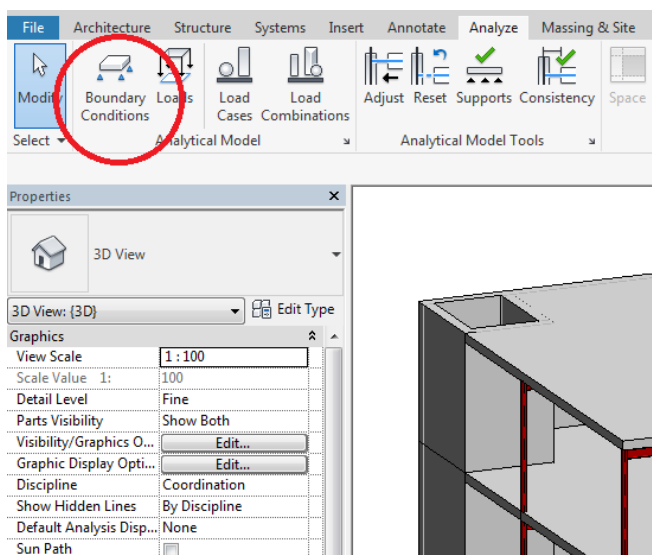 File Architecture Structure Systems Insert Annotate Analyze Massing & Site
Modify Boundary Conditions Loads Load Cases Load Combinations Adjust Reset Supports Consistency Space
Select Analytical Model Analytical Model Tools
Properties
3D View
3D View: {3D} Edit Type
Graphics
View Scale 1 : 100
Scale Value 1: 100
Detail Level Fine
Parts Visibility Show Both
Visibility/Graphics O... Edit...
Graphic Display Opti... Edit...
Discipline Coordination
Show Hidden Lines By Discipline
Default Analysis Disp... None
Sun Path